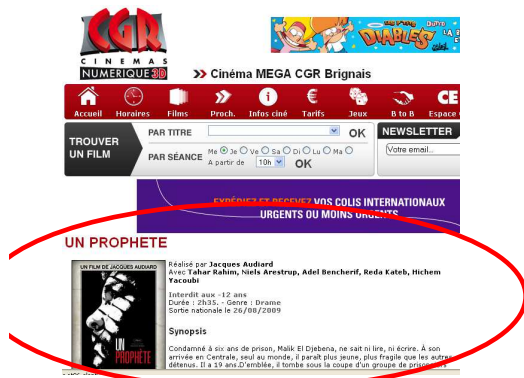 CGR
CINEMAS
NUMERIQUE 3D
Cinéma MEGA CGR Brignais
DIABLES
Accueil Horaires Films Proch. Infos ciné Tarifs Jeux B to B Espace
CE
TROUVER
UN FILM
PAR TITRE
OK
PAR SÉANCE
Me Je Ve Sa Di Lu Ma
A partir de 10h OK
NEWSLETTER
Votre email...
EXPÉDIEZ ET RECEVEZ VOS COLIS INTERNATIONAUX
URGENTS OU MOINS URGENTS
UN PROPHETE
UN FILM DE JACQUES AUDIARD
UN
PROPHÈTE
Réalisé par Jacques Audiard
Avec Tahar Rahim, Niels Arestrup, Adel Bencherif, Reda Kateb, Hichem
Yacoubi
Interdit aux -12 ans
Durée : 2h35. - Genre : Drame
Sortie nationale le 26/08/2009
Synopsis
Condamné à six ans de prison, Malik El Djebena, ne sait ni lire, ni écrire. À son
arrivée en Centrale, seul au monde, il paraît plus jeune, plus fragile que les autres
détenus. Il a 19 ans.D'emblée, il tombe sous la coupe d'un groupe de prisonniers